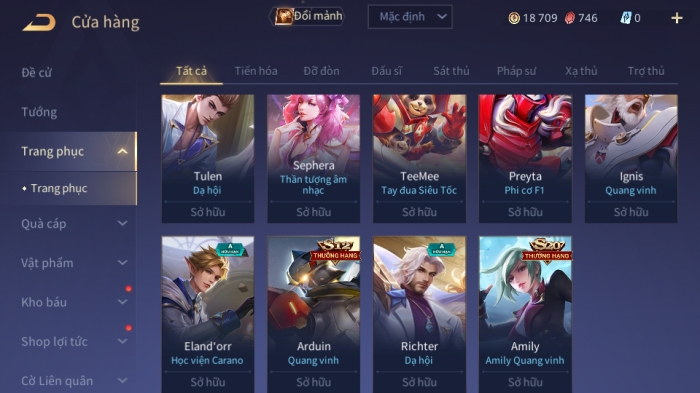 Cửa hàng
Đổi mảnh
Mặc định
18 709
746
0
Đề cử
Tướng
Trang phục
Trang phục
Quà cáp
Vật phẩm
Kho báu
Shop lợi tức
Cờ Liên quân
Tất cả
Tiến hóa
Đỡ đòn
Đấu sĩ
Sát thủ
Pháp sư
Xạ thủ
Trợ thủ
Tulen
Dạ hội
Sở hữu
Sephera
Thần tượng âm
nhạc
Sở hữu
TeeMee
Tay đua Siêu Tốc
Sở hữu
Preyta
Phi cơ F1
Sở hữu
Ignis
Quang vinh
Sở hữu
A
HỮU HẠN
Eland'orr
Học viện Carano
Sở hữu
S12
THƯỞNG HẠNG
Arduin
Quang vinh
Sở hữu
A
HỮU HẠN
Richter
Dạ hội
Sở hữu
S20
THƯỞNG HẠNG
Amily
Amily Quang vinh
Sở hữu